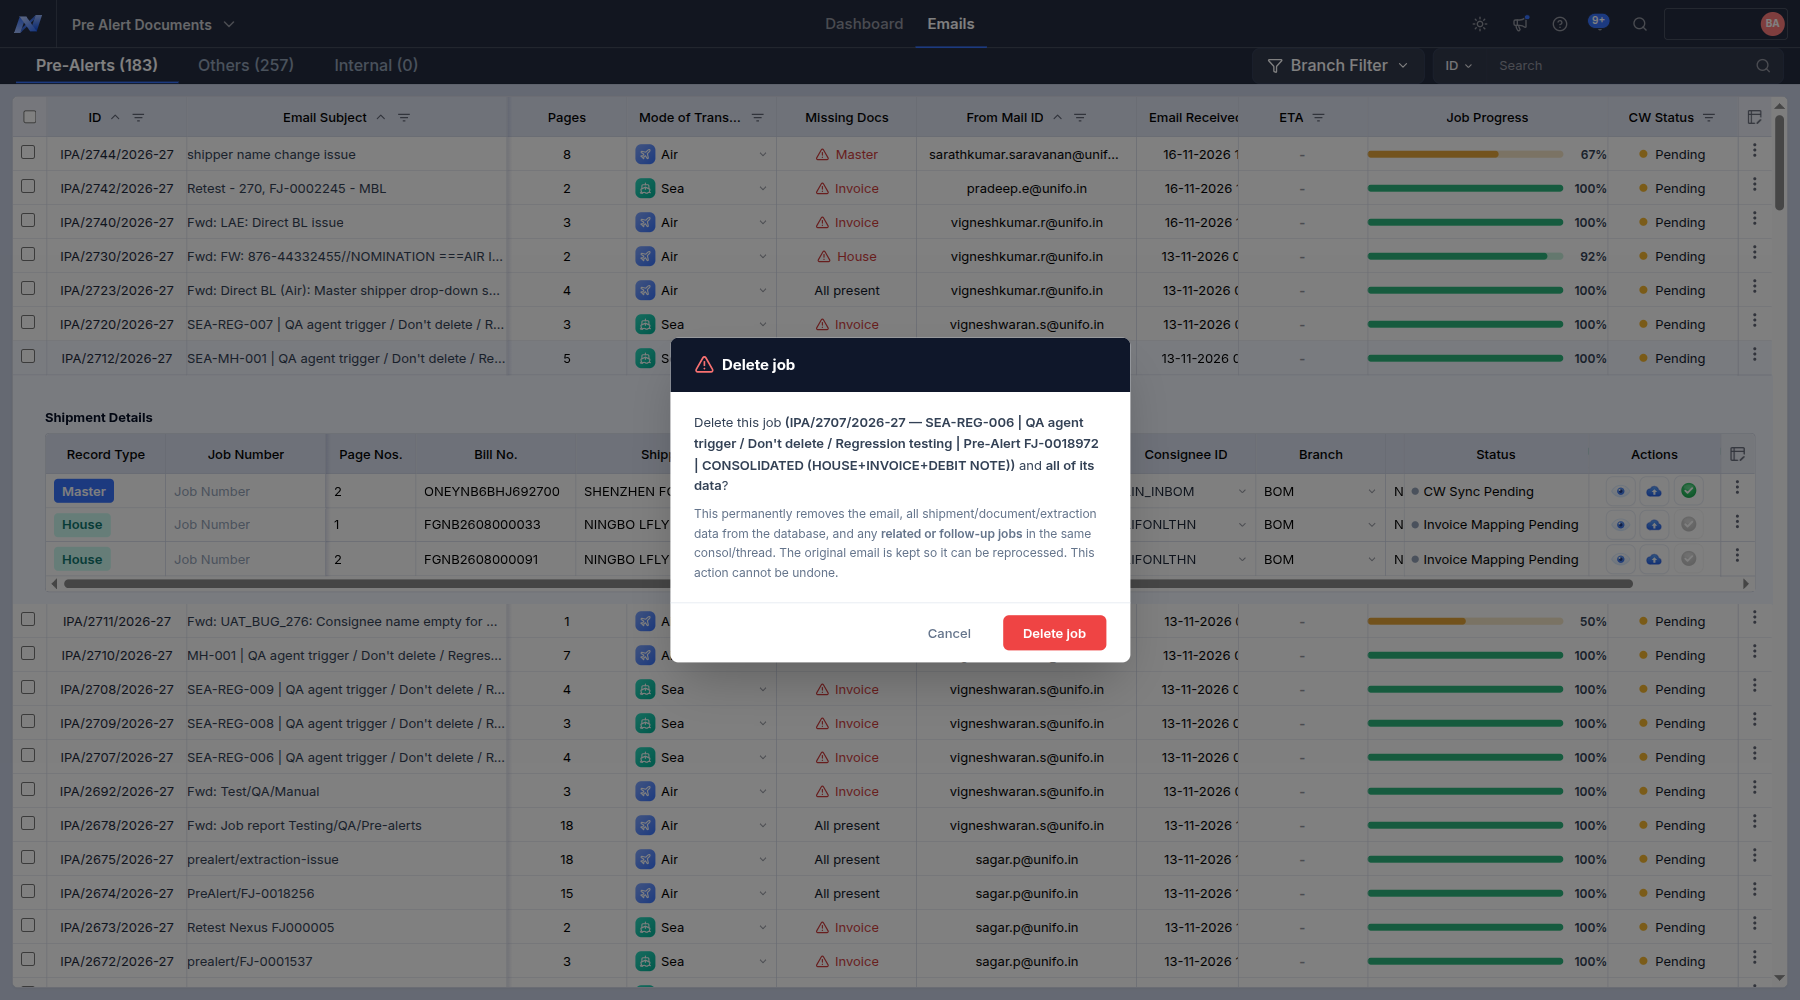 Pre Alert Documents
Dashboard
Emails
9+
BA
Pre-Alerts (183)
Others (257)
Internal (0)
Branch Filter
ID
Search
ID Email Subject Pages Mode of Trans... Missing Docs From Mail ID Email Received ETA Job Progress CW Status
IPA/2744/2026-27 shipper name change issue 8 Air Master sarathkumar.saravanan@unif... 16-11-2026 1 - 67% Pending
IPA/2742/2026-27 Retest - 270, FJ-0002245 - MBL 2 Sea Invoice pradeep.e@unifo.in 16-11-2026 - 100% Pending
IPA/2740/2026-27 Fwd: LAE: Direct BL issue 3 Air Invoice vigneshkumar.r@unifo.in 16-11-2026 - 100% Pending
IPA/2730/2026-27 Fwd: FW: 876-44332455//NOMINATION ===AIR I... 2 Air House vigneshkumar.r@unifo.in 13-11-2026 - 92% Pending
IPA/2723/2026-27 Fwd: Direct BL (Air): Master shipper drop-down s... 4 Air All present vigneshkumar.r@unifo.in 13-11-2026 - 100% Pending
IPA/2720/2026-27 SEA-REG-007 | QA agent trigger / Don't delete / R... 3 Sea Invoice vigneshwaran.s@unifo.in 13-11-2026 - 100% Pending
IPA/2712/2026-27 SEA-MH-001 | QA agent trigger / Don't delete / Re... 5 13-11-2026 - 100% Pending
Shipment Details
Record Type Job Number Page Nos. Bill No. Consignee ID Branch Status Actions
Master Job Number 2 ONEYNB6BHJ692700 SHENZHEN IN_INBOM BOM N CW Sync Pending
House Job Number 1 FGNB2608000033 NINGBO LFLY IFONLTHN BOM N Invoice Mapping Pending
House Job Number 2 FGNB2608000091 NINGBO LFLY IFONLTHN BOM N Invoice Mapping Pending
Delete job
Delete this job (IPA/2707/2026-27 — SEA-REG-006 | QA agent
trigger / Don't delete / Regression testing | Pre-Alert FJ-0018972
| CONSOLIDATED (HOUSE+INVOICE+DEBIT NOTE)) and all of its
data?
This permanently removes the email, all shipment/document/extraction
data from the database, and any related or follow-up jobs in the same
consol/thread. The original email is kept so it can be reprocessed. This
action cannot be undone.
Cancel
Delete job
IPA/2711/2026-27 Fwd: UAT_BUG_276: Consignee name empty for ... 1 13-11-2026 - 50% Pending
IPA/2710/2026-27 MH-001 | QA agent trigger / Don't delete / Regres... 7 13-11-2026 - 100% Pending
IPA/2708/2026-27 SEA-REG-009 | QA agent trigger / Don't delete / R... 4 Sea Invoice vigneshwaran.s@unifo.in 13-11-2026 - 100% Pending
IPA/2709/2026-27 SEA-REG-008 | QA agent trigger / Don't delete / R... 3 Sea Invoice vigneshwaran.s@unifo.in 13-11-2026 - 100% Pending
IPA/2707/2026-27 SEA-REG-006 | QA agent trigger / Don't delete / R... 4 Sea Invoice vigneshwaran.s@unifo.in 13-11-2026 - 100% Pending
IPA/2692/2026-27 Fwd: Test/QA/Manual 3 Air Invoice vigneshwaran.s@unifo.in 13-11-2026 - 100% Pending
IPA/2678/2026-27 Fwd: Job report Testing/QA/Pre-alerts 18 Air All present vigneshwaran.s@unifo.in 13-11-2026 - 100% Pending
IPA/2675/2026-27 prealert/extraction-issue 18 Air All present sagar.p@unifo.in 13-11-2026 - 100% Pending
IPA/2674/2026-27 PreAlert/FJ-0018256 15 Air All present sagar.p@unifo.in 13-11-2026 - 100% Pending
IPA/2673/2026-27 Retest Nexus FJ000005 2 Sea Invoice sagar.p@unifo.in 13-11-2026 - 100% Pending
IPA/2672/2026-27 prealert/FJ-0001537 3 Sea Invoice sagar.p@unifo.in 13-11-2026 - 100% Pending